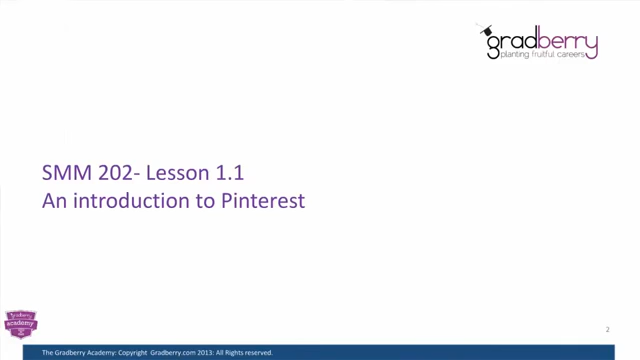 gradberry
planting fruitful careers
SMM 202- Lesson 1.1
An introduction to Pinterest
2
gradberry
academy
The Gradberry Academy: Copyright Gradberry.com 2013: All Rights reserved.